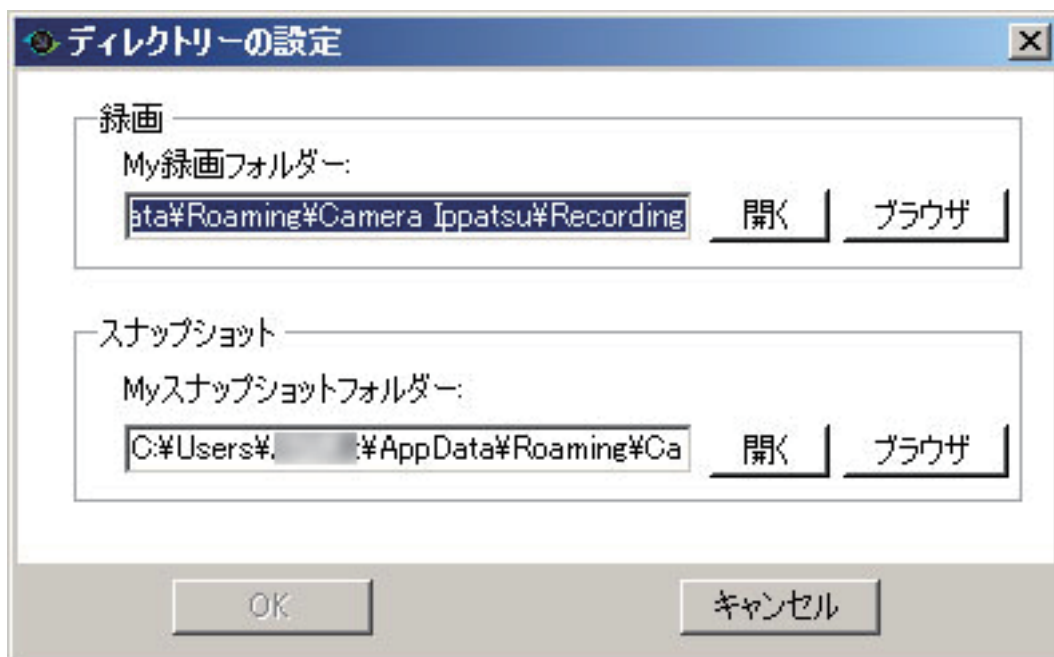 ディレクトリーの設定
録画
My録画フォルダー:
ata¥Roaming¥Camera Ippatsu¥Recording
開く
ブラウザ
スナップショット
Myスナップショットフォルダー:
C:¥Users¥ ¥AppData¥Roaming¥Ca
開く
ブラウザ
OK
キャンセル